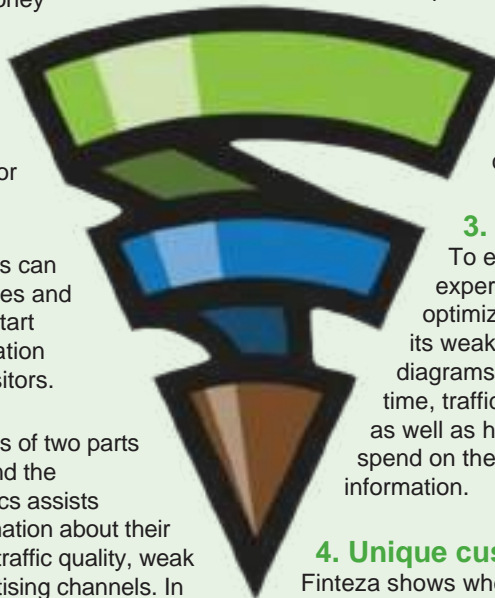 or
s can
es and
tart
ation
sitors.
s of two parts
nd the
cs assists
nation about their
traffic quality, weak
tising channels. In
3.
To e
exper
optimiz
its weak
diagrams
time, traffic
as well as h
spend on the
information.
4. Unique cus
Finteza shows whe